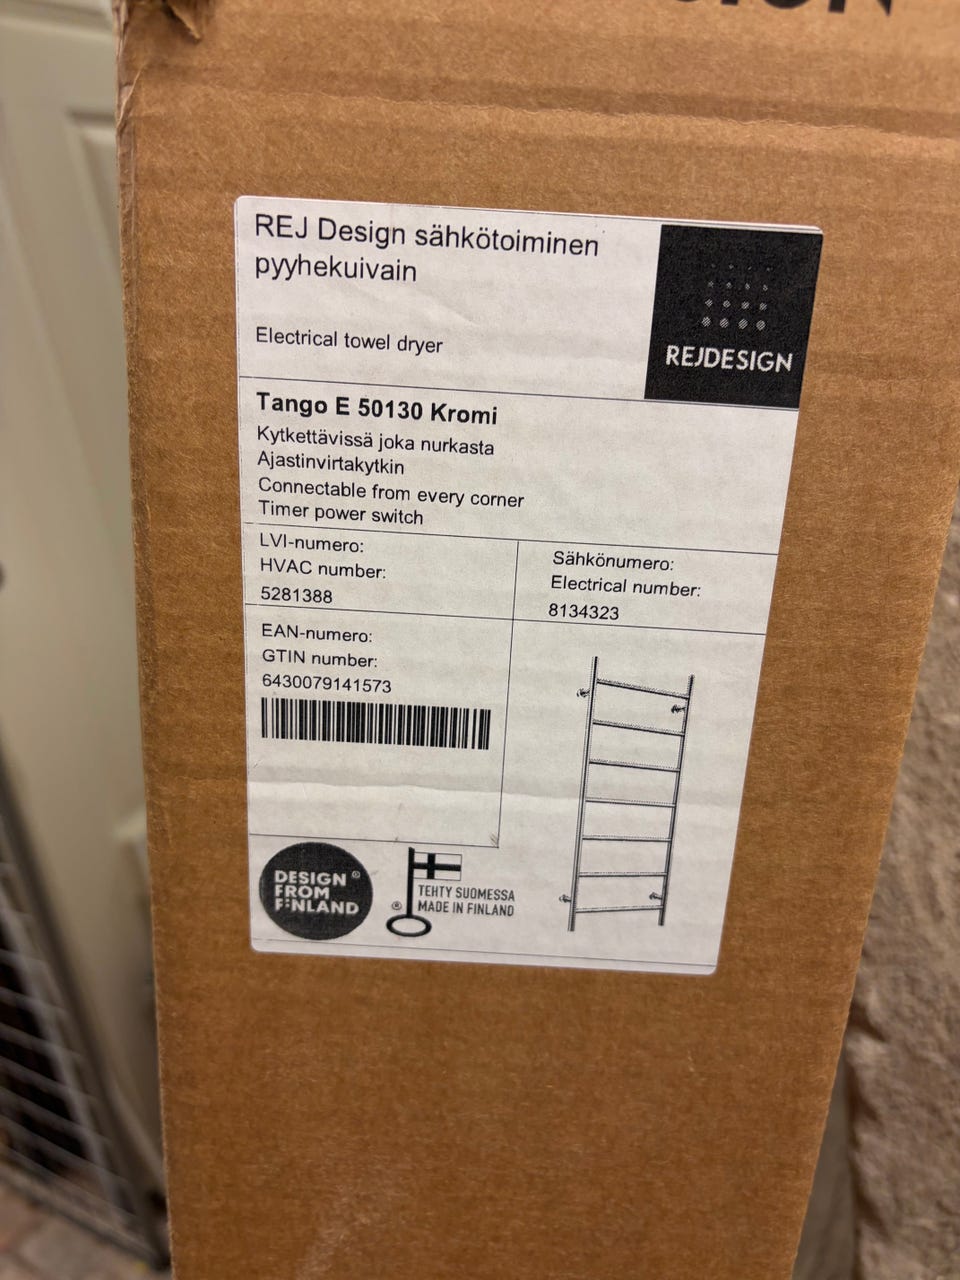 REJ Design sähkötoiminen
pyyhekuivain
Electrical towel dryer
REJDESIGN
Tango E 50130 Kromi
Kytkettävissä joka nurkasta
Ajastinvirtakytkin
Connectable from every corner
Timer power switch
LVI-numero:
HVAC number:
5281388
Sähkönumero:
Electrical number:
8134323
EAN-numero:
GTIN number:
6430079141573
DESIGN ®
FROM
FINLAND
®
TEHTY SUOMESSA
MADE IN FINLAND